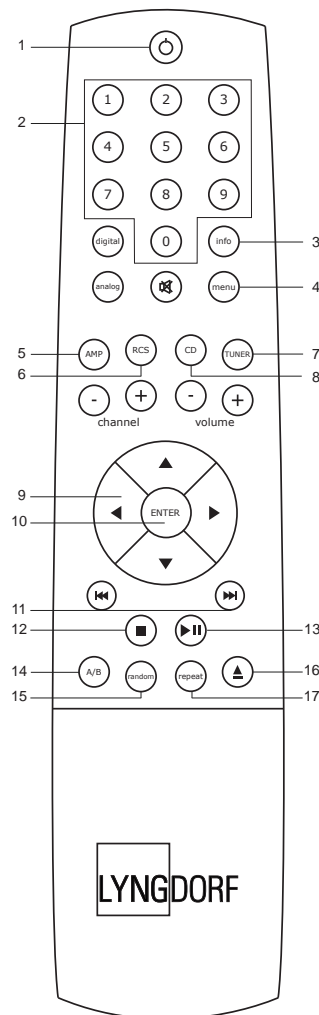 1
1 2 3
2
4 5 6
7 8 9
digital 0 info 3
analog menu 4
5 AMP RCS CD TUNER 7
6 8
- + - +
channel volume
9
10 ENTER
11
12 13
14 A/B random repeat 16
15 17
LYNGDORF